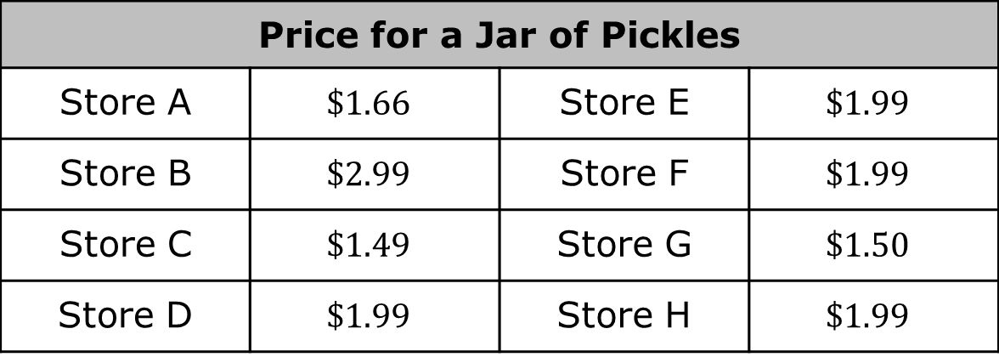 Price for a Jar of Pickles
Store A $1.66 Store E $1.99
Store B $2.99 Store F $1.99
Store C $1.49 Store G $1.50
Store D $1.99 Store H $1.99